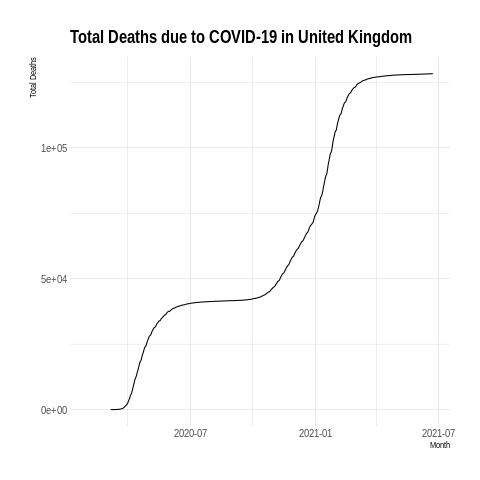 Total Deaths due to COVID-19 in United Kingdom
Total Deaths
1e+05
5e+04
0e+00
2020-07
2021-01
2021-07
Month